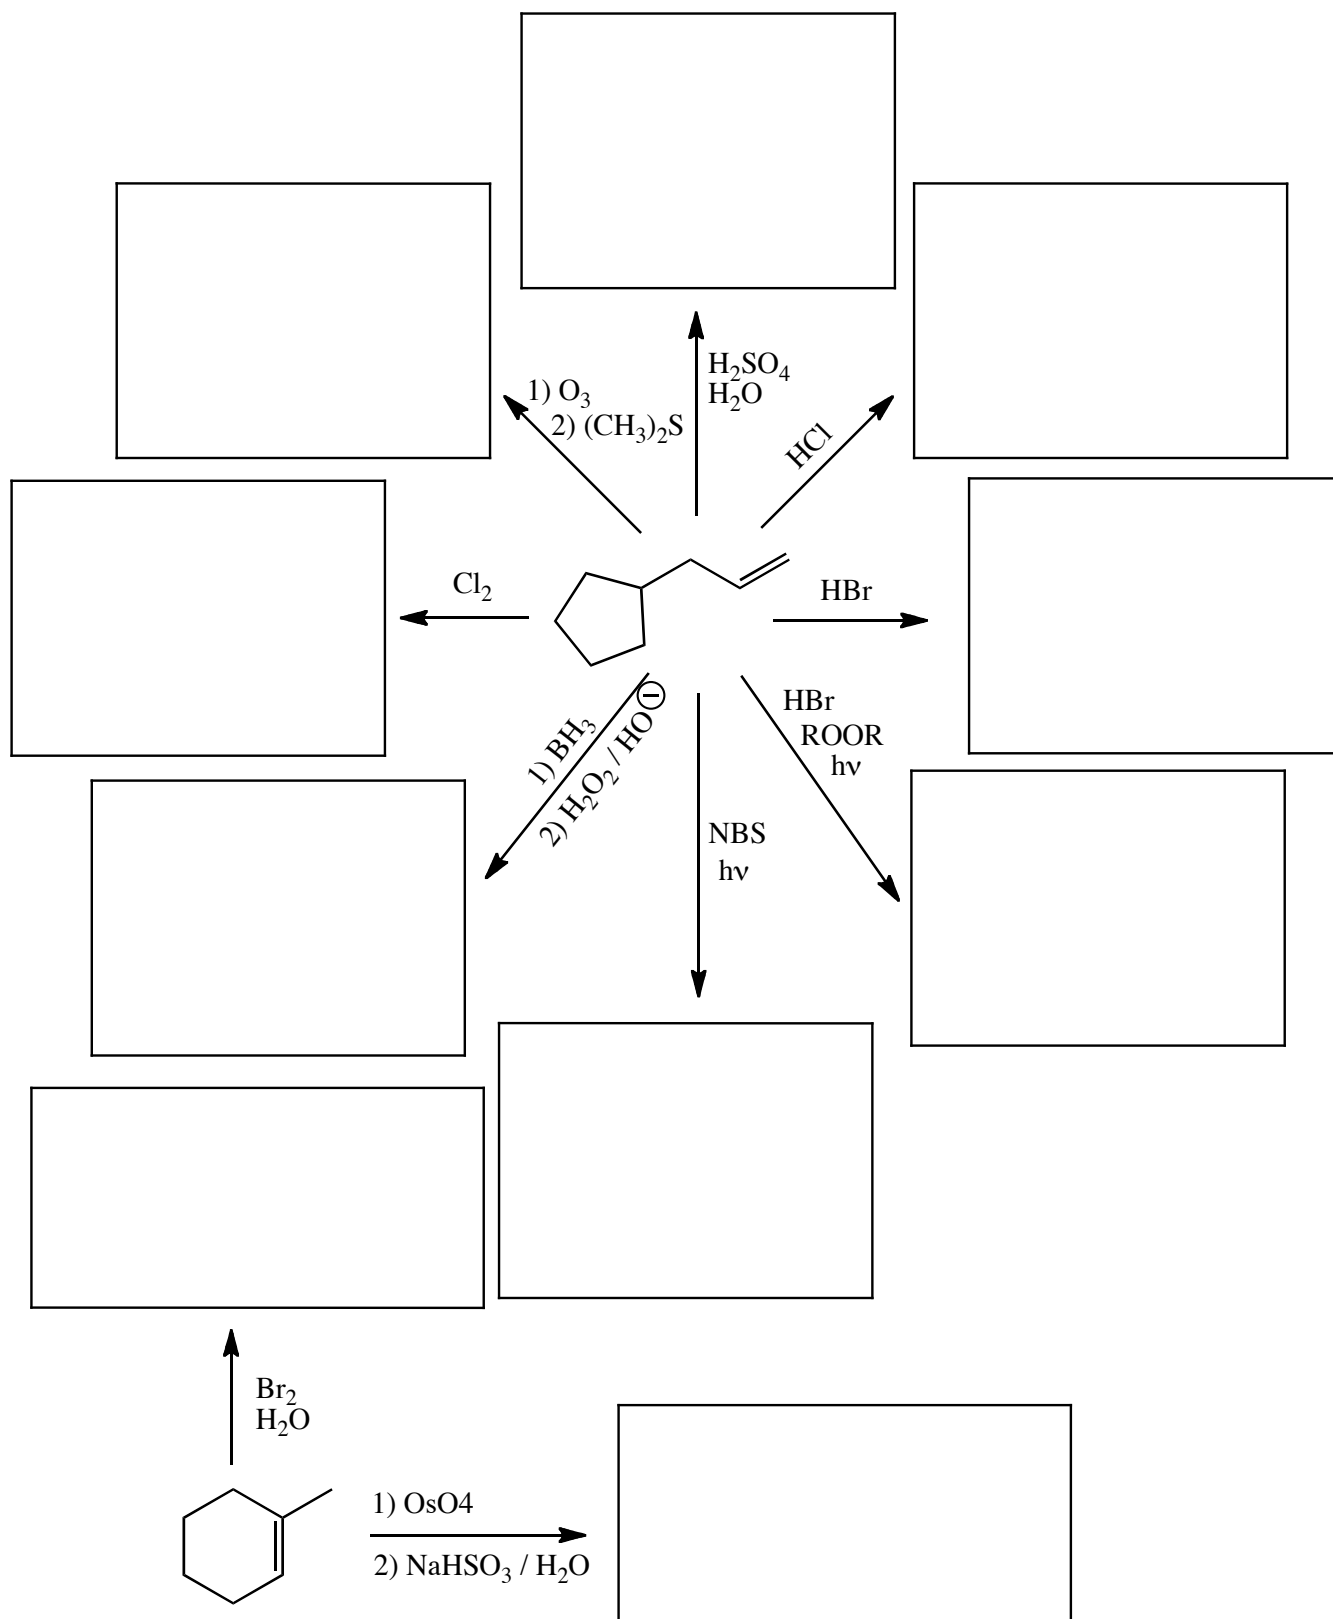 H₂SO₄
H₂O
1) O₃
2) (CH₃)₂S
HCl
Cl₂
HBr
1) BH₃
2) H₂O₂ / HO⊖
HBr
ROOR
hν
NBS
hν
Br₂
H₂O
1) OsO4
2) NaHSO₃ / H₂O